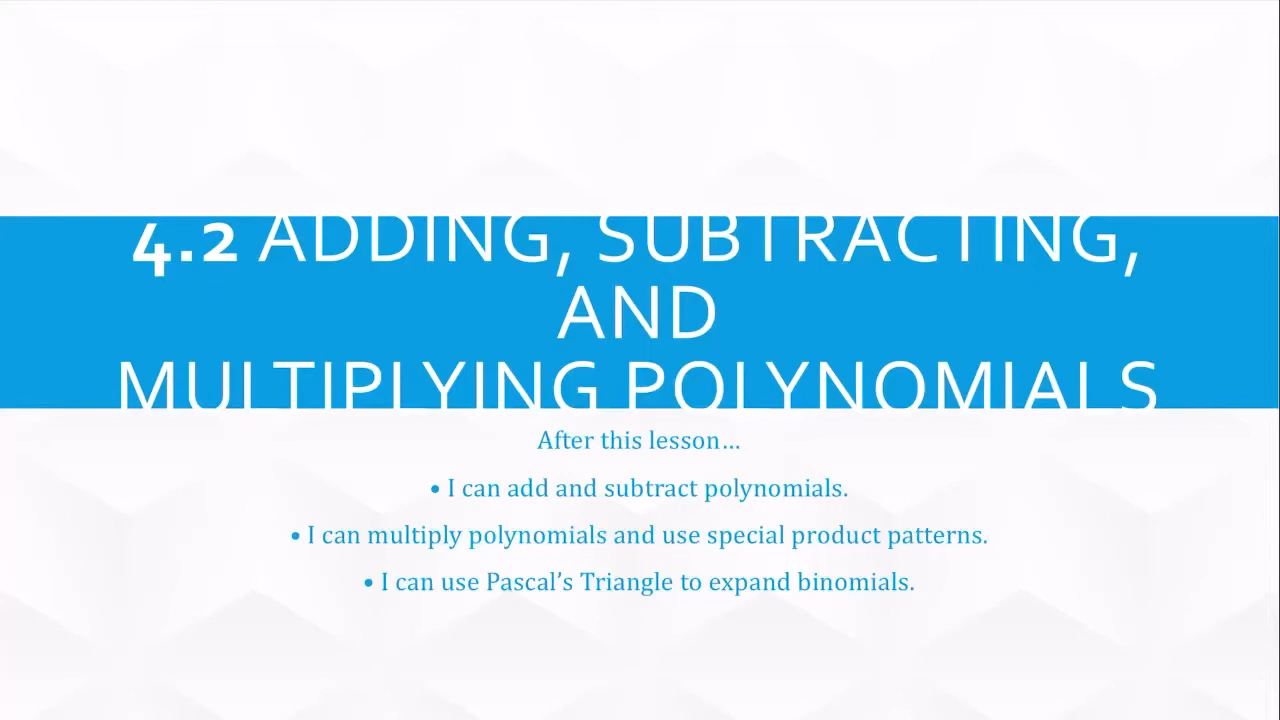 4.2 ADDING, SUBTRACTING,
AND
MULTIPLYING POLYNOMIALS
After this lesson…
• I can add and subtract polynomials.
• I can multiply polynomials and use special product patterns.
• I can use Pascal’s Triangle to expand binomials.